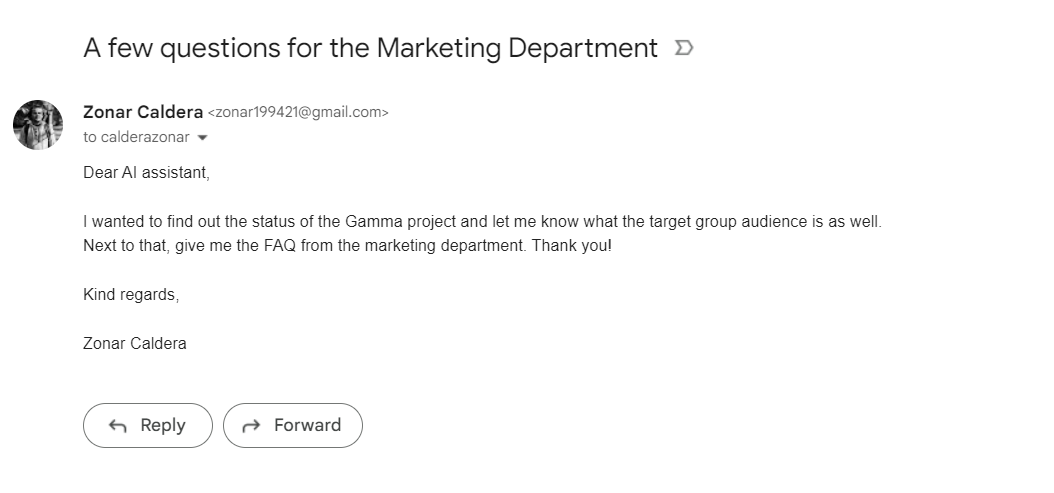 A few questions for the Marketing Department
Zonar Caldera <zonar199421@gmail.com>
to calderazonar
Dear AI assistant,
I wanted to find out the status of the Gamma project and let me know what the target group audience is as well.
Next to that, give me the FAQ from the marketing department. Thank you!
Kind regards,
Zonar Caldera
Reply Forward